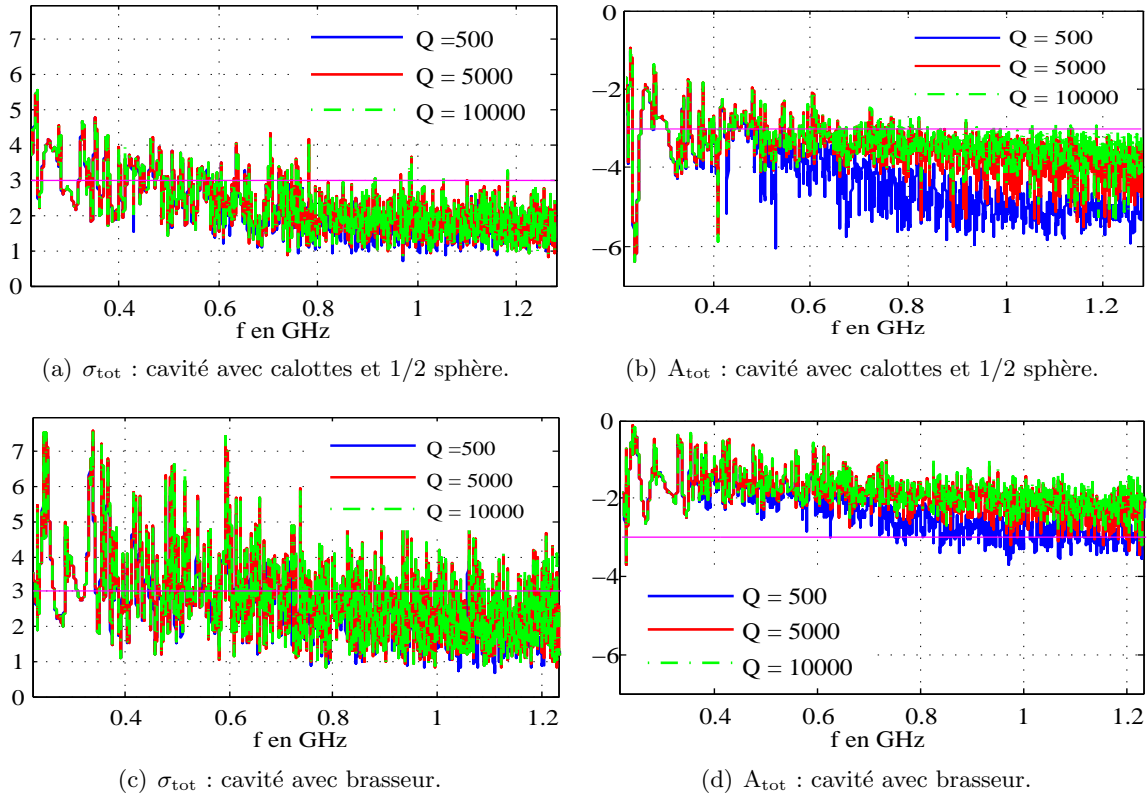 7
6
5
4
3
2
1
0
Q =500
Q = 5000
Q = 10000
0.4
0.6
0.8
1
1.2
f en GHz
(a) σtot : cavité avec calottes et 1/2 sphère.
0
−2
−4
−6
Q = 500
Q = 5000
Q = 10000
0.4
0.6
0.8
1
1.2
f en GHz
(b) Atot : cavité avec calottes et 1/2 sphère.
7
6
5
4
3
2
1
0
Q =500
Q = 5000
Q = 10000
0.4
0.6
0.8
1
1.2
f en GHz
(c) σtot : cavité avec brasseur.
0
−2
−4
−6
Q = 500
Q = 5000
Q = 10000
0.4
0.6
0.8
1
1.2
f en GHz
(d) Atot : cavité avec brasseur.